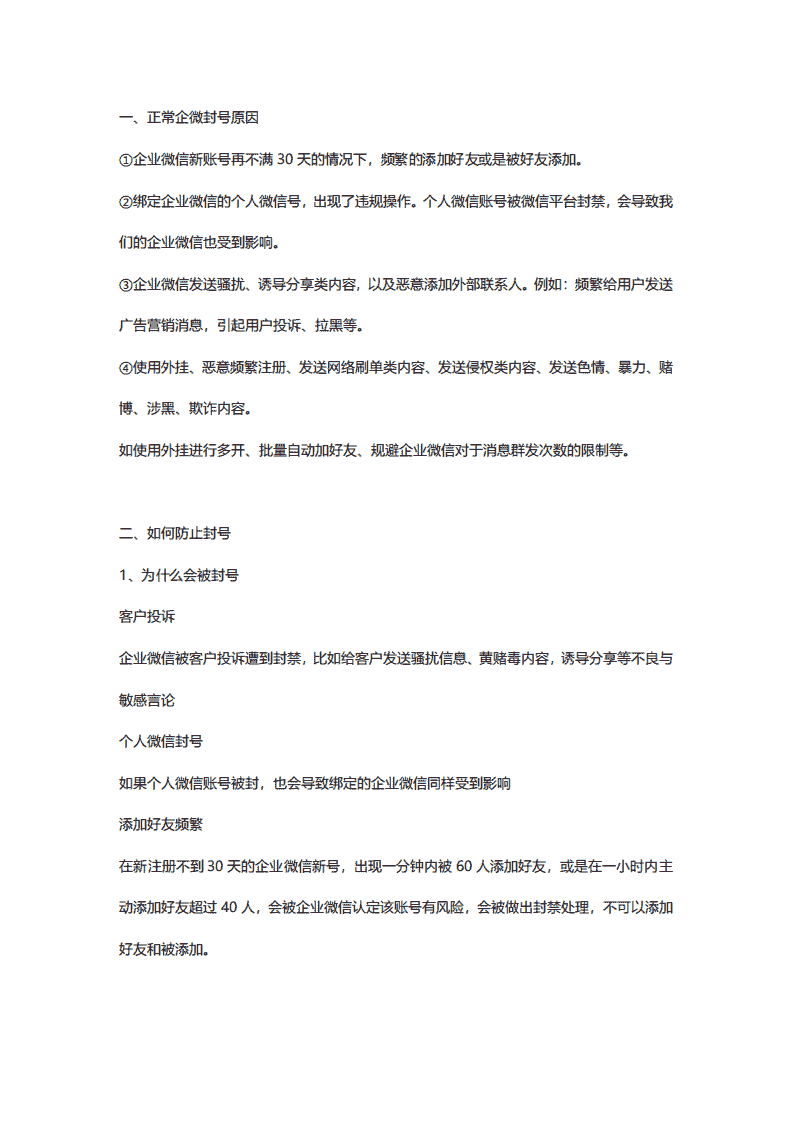 一、正常企微封号原因
①企业微信新账号再不满 30 天的情况下，频繁的添加好友或是被好友添加。
②绑定企业微信的个人微信号，出现了违规操作。个人微信账号被微信平台封禁，会导致我
们的企业微信也受到影响。
③企业微信发送骚扰、诱导分享类内容，以及恶意添加外部联系人。例如：频繁给用户发送
广告营销消息，引起用户投诉、拉黑等。
④使用外挂、恶意频繁注册、发送网络刷单类内容、发送侵权类内容、发送色情、暴力、赌
博、涉黑、欺诈内容。
如使用外挂进行多开、批量自动加好友、规避企业微信对于消息群发次数的限制等。
二、如何防止封号
1、为什么会被封号
客户投诉
企业微信被客户投诉遭到封禁，比如给客户发送骚扰信息、黄赌毒内容，诱导分享等不良与
敏感言论
个人微信封号
如果个人微信账号被封，也会导致绑定的企业微信同样受到影响
添加好友频繁
在新注册不到 30 天的企业微信新号，出现一分钟内被 60 人添加好友，或是在一小时内主
动添加好友超过 40 人，会被企业微信认定该账号有风险，会被做出封禁处理，不可以添加
好友和被添加。